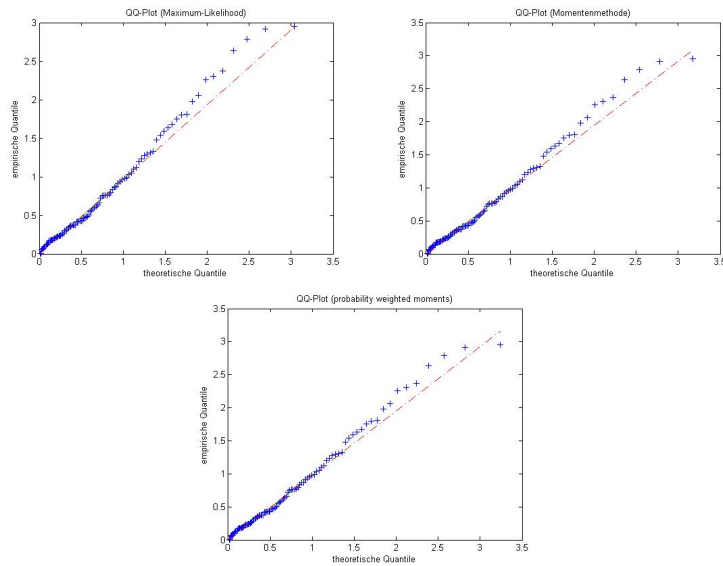 QQ-Plot (Maximum-Likelihood)
3
2.5
2
1.5
1
0.5
0
empirische Quantile
0 0.5 1 1.5 2 2.5 3 3.5
theoretische Quantile
QQ-Plot (Momentenmethode)
3.5
3
2.5
2
1.5
1
0.5
0
empirische Quantile
0 0.5 1 1.5 2 2.5 3 3.5
theoretische Quantile
QQ-Plot (probability weighted moments)
3.5
3
2.5
2
1.5
1
0.5
0
empirische Quantile
0 0.5 1 1.5 2 2.5 3 3.5
theoretische Quantile